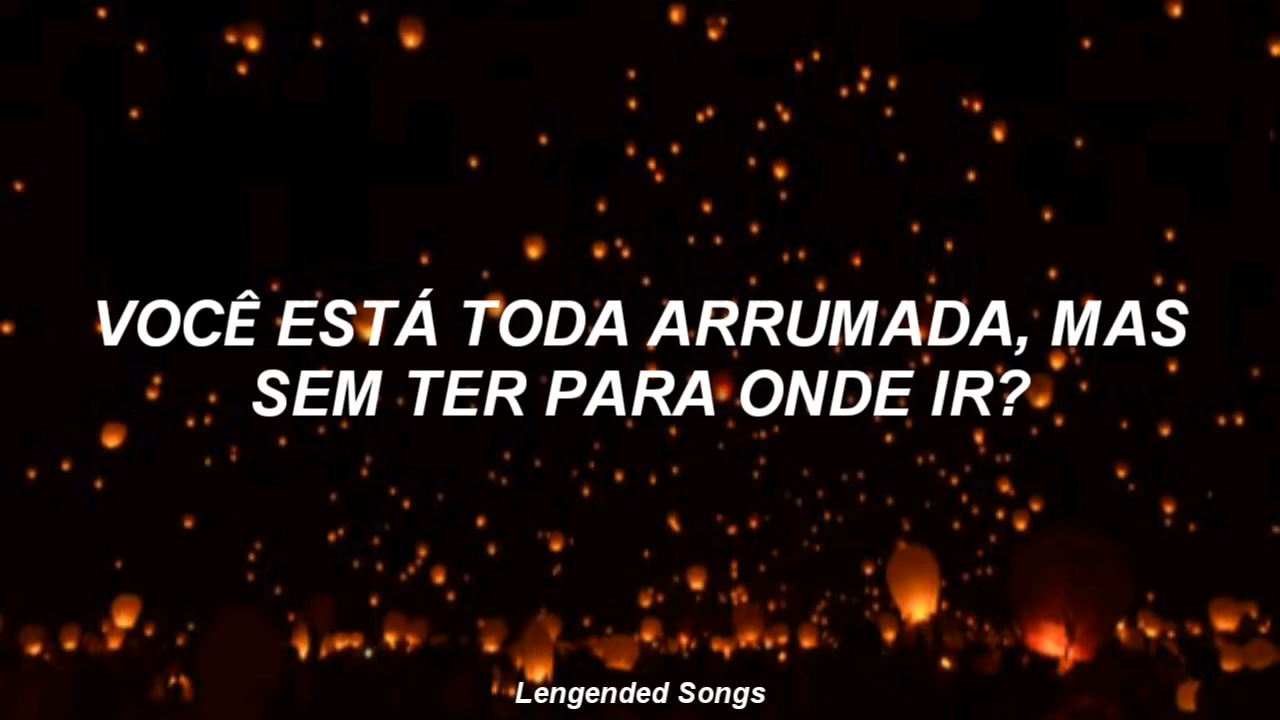 VOCÊ ESTÁ TODA ARRUMADA, MAS
SEM TER PARA ONDE IR?
Lengended Songs